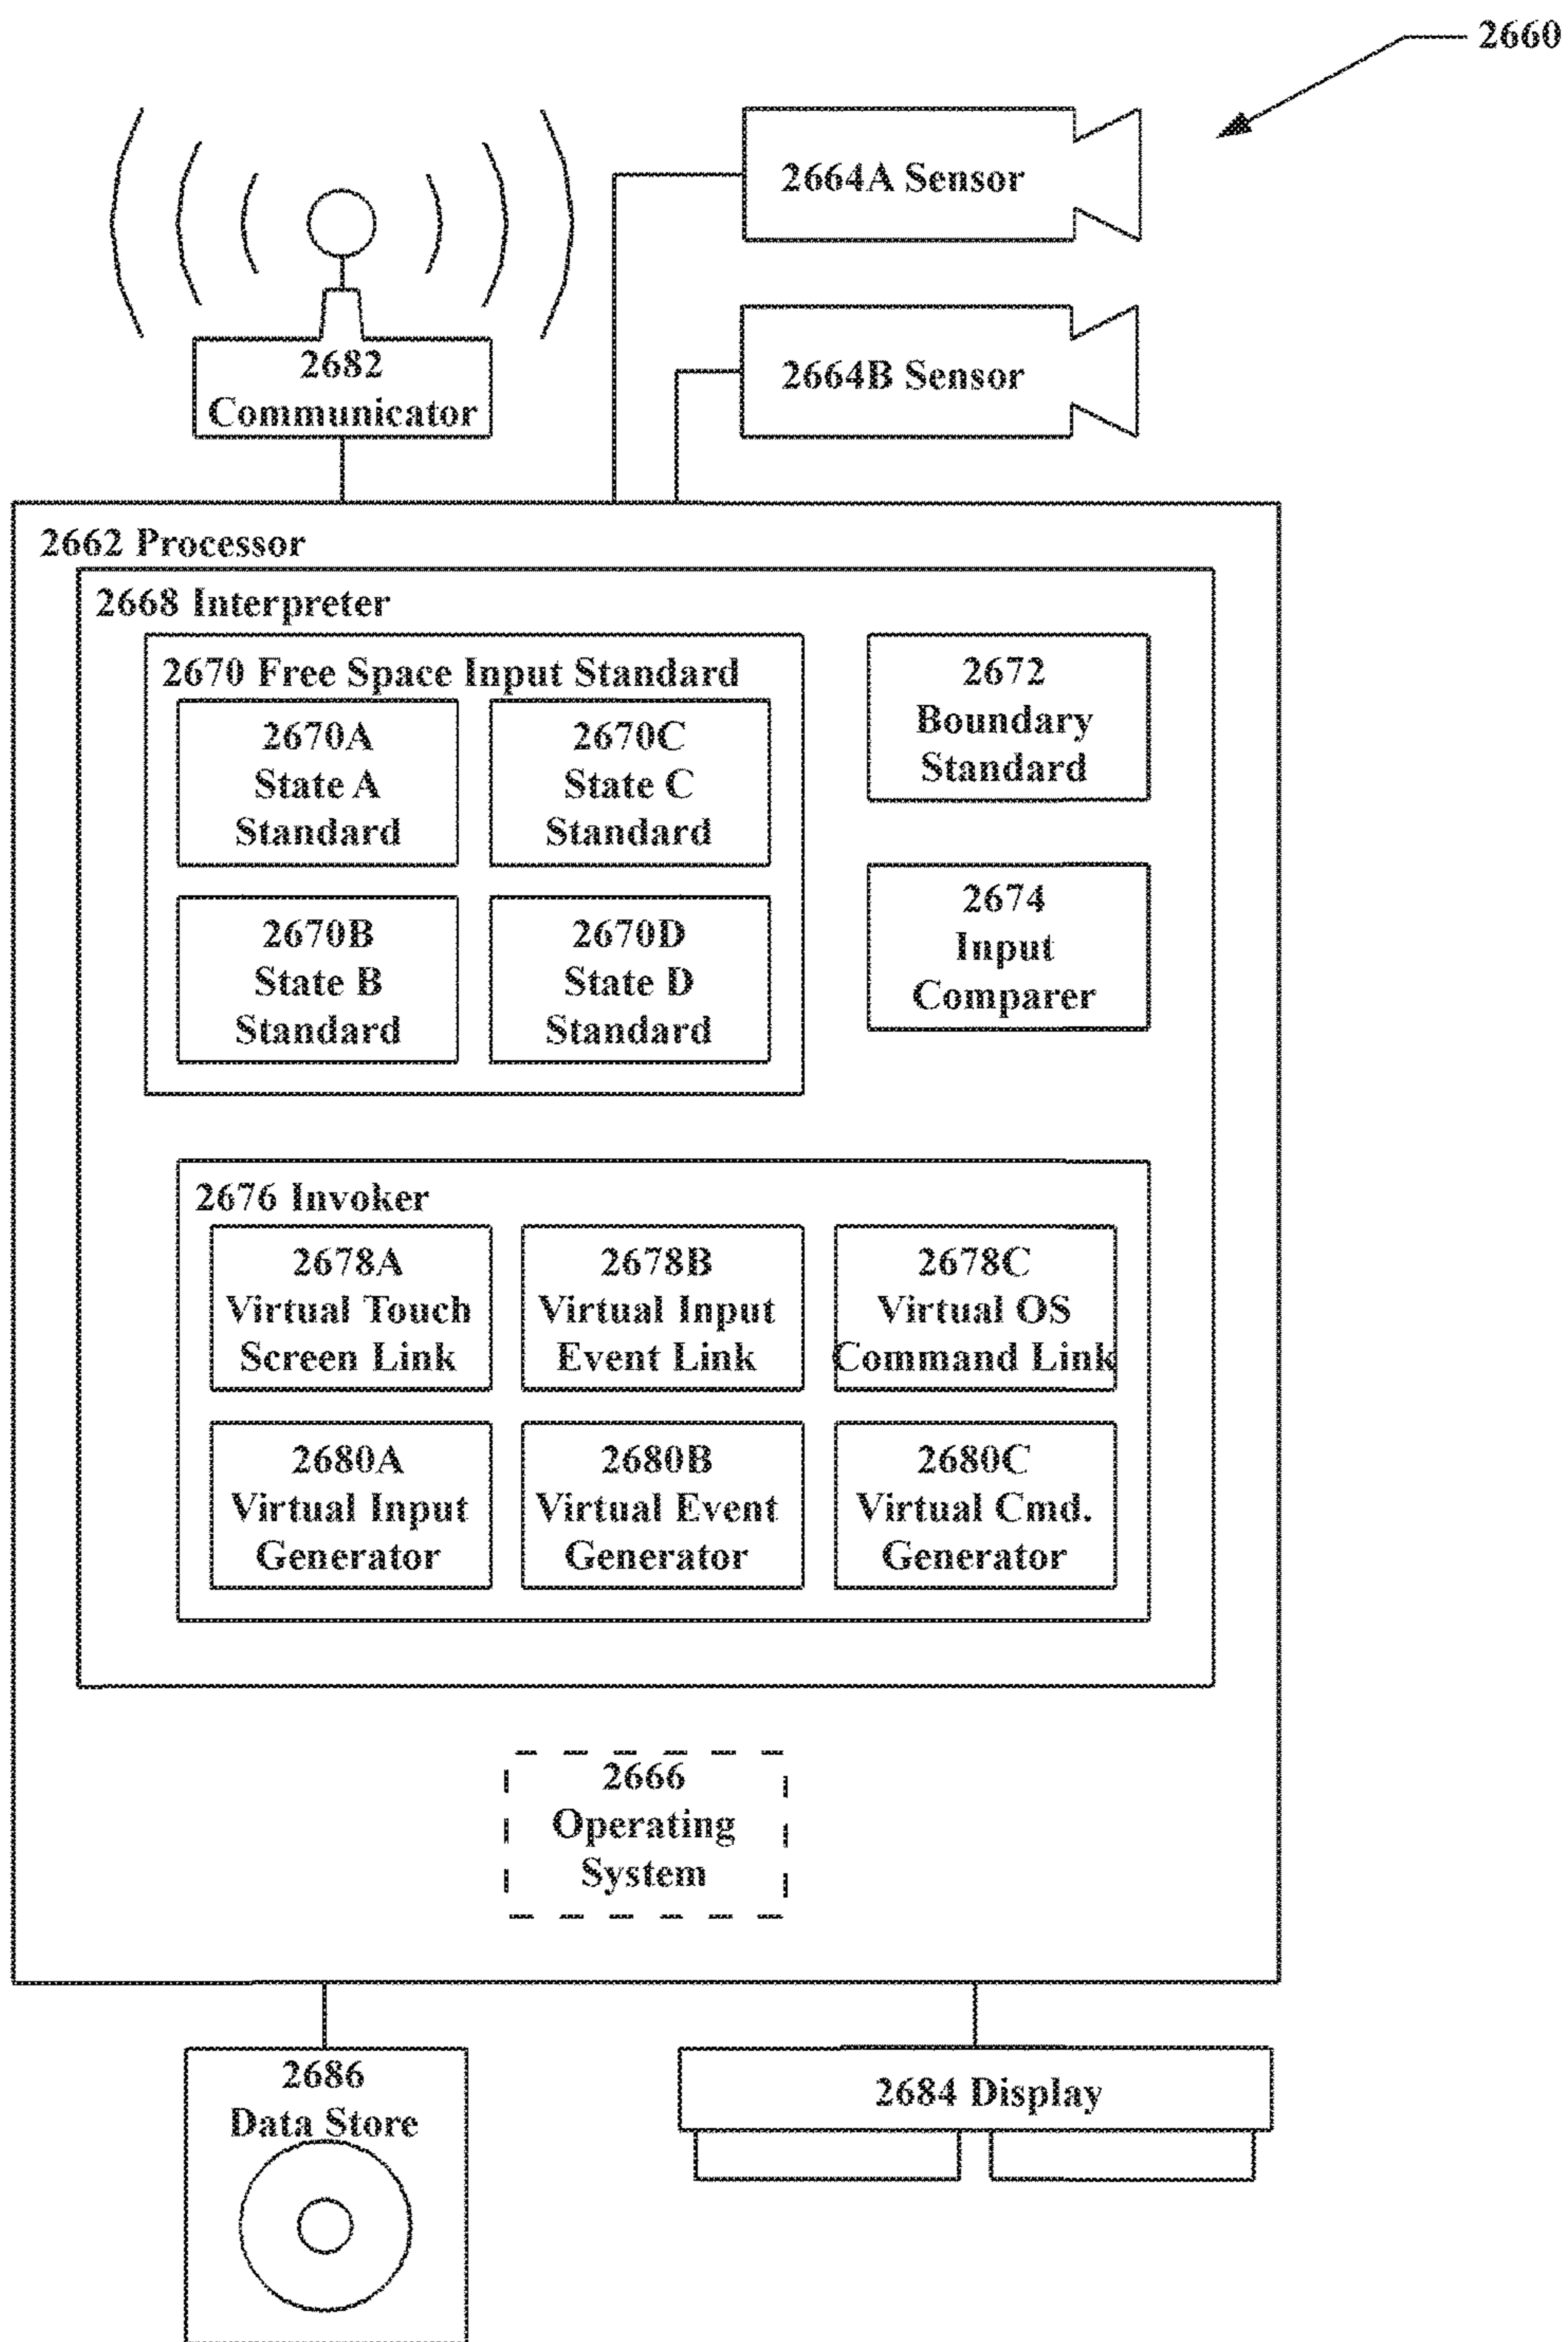 2660
2664A Sensor
2664B Sensor
2682
Communicator
2662 Processor
2668 Interpreter
2670 Free Space Input Standard
2670A
State A
Standard
2670C
State C
Standard
2672
Boundary
Standard
2670B
State B
Standard
2670D
State D
Standard
2674
Input
Comparer
2676 Invoker
2678A
Virtual Touch
Screen Link
2678B
Virtual Input
Event Link
2678C
Virtual OS
Command Link
2680A
Virtual Input
Generator
2680B
Virtual Event
Generator
2680C
Virtual Cmd.
Generator
2666
Operating
System
2686
Data Store
2684 Display